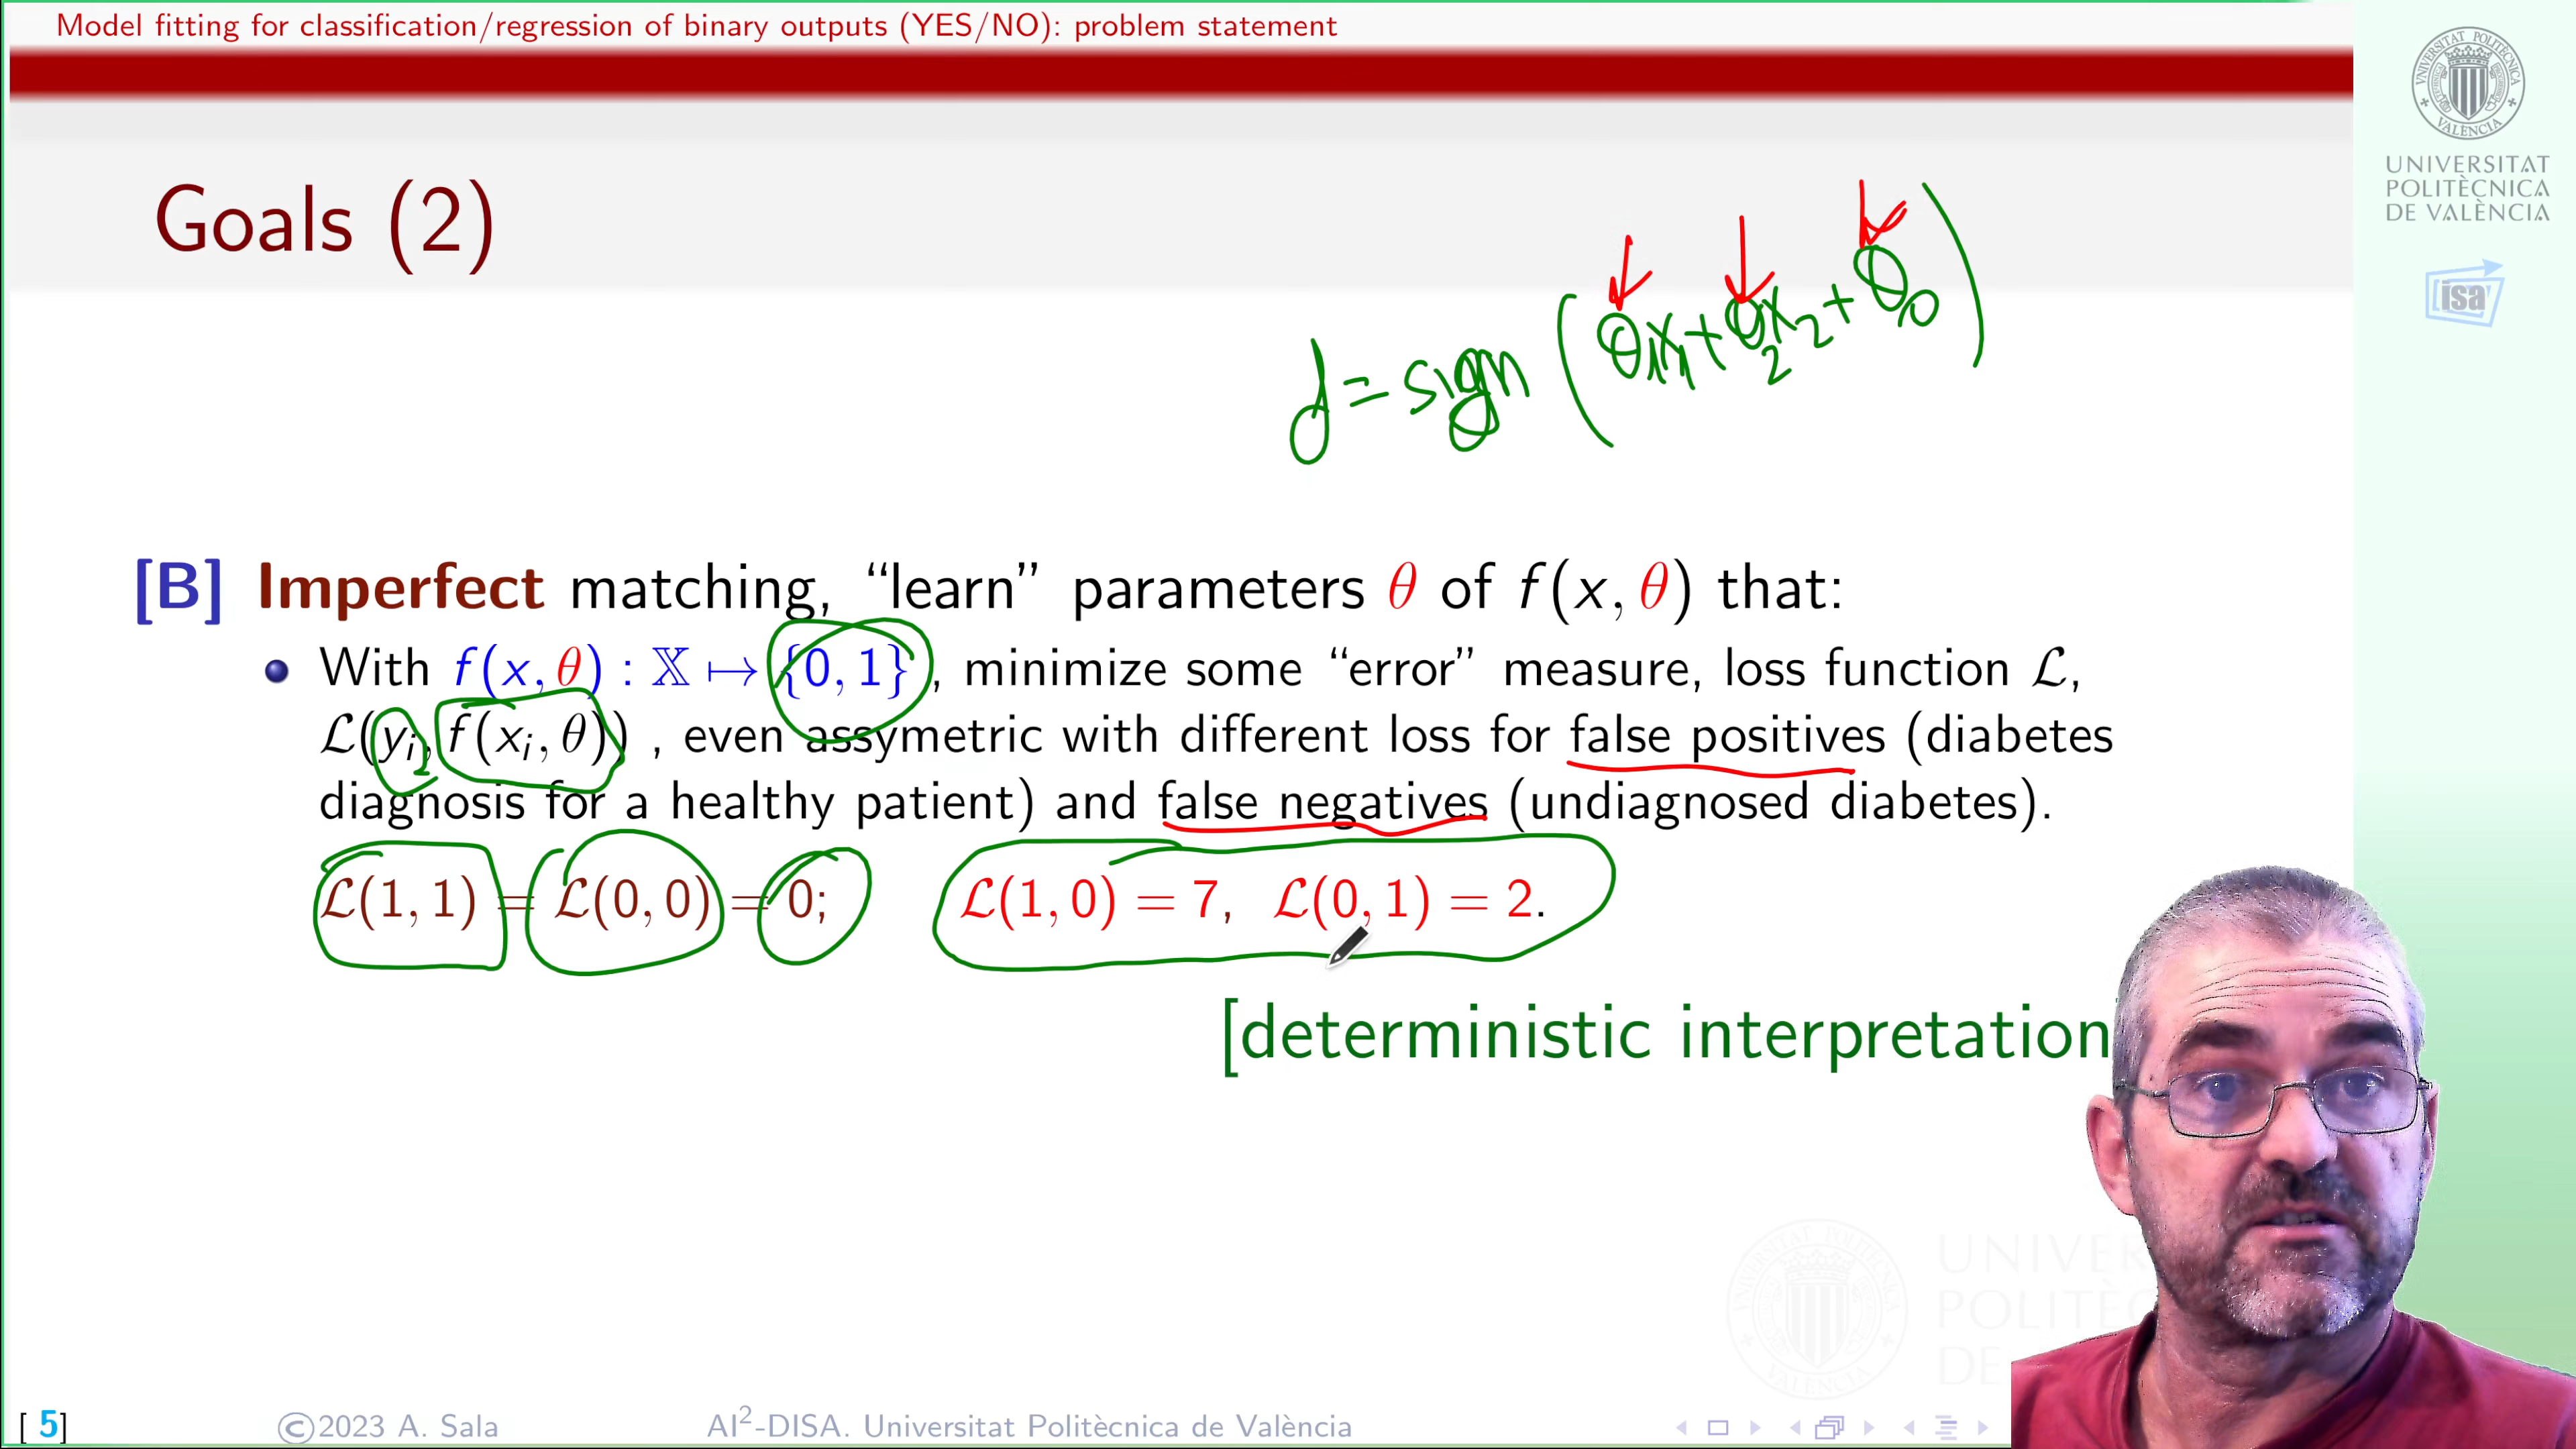 Model fitting for classification/regression of binary outputs (YES/NO): problem statement
UNIVERSITAT
POLITÈCNICA
DE VALÈNCIA
isa
Goals (2)
f = sign (θ₁x₁ + θ₂x₂ + θ₀)
[B] Imperfect matching, “learn” parameters θ of f(x, θ) that:
With f(x, θ) : 𝕏 ↦ {0, 1} , minimize some “error” measure, loss function ℒ,
ℒ(yᵢ, f(xᵢ, θ)) , even assymetric with different loss for false positives (diabetes
diagnosis for a healthy patient) and false negatives (undiagnosed diabetes).
ℒ(1, 1) = ℒ(0, 0) = 0; ℒ(1, 0) = 7, ℒ(0, 1) = 2.
[deterministic interpretation
[ 5] ©2023 A. Sala AI²-DISA. Universitat Politècnica de València